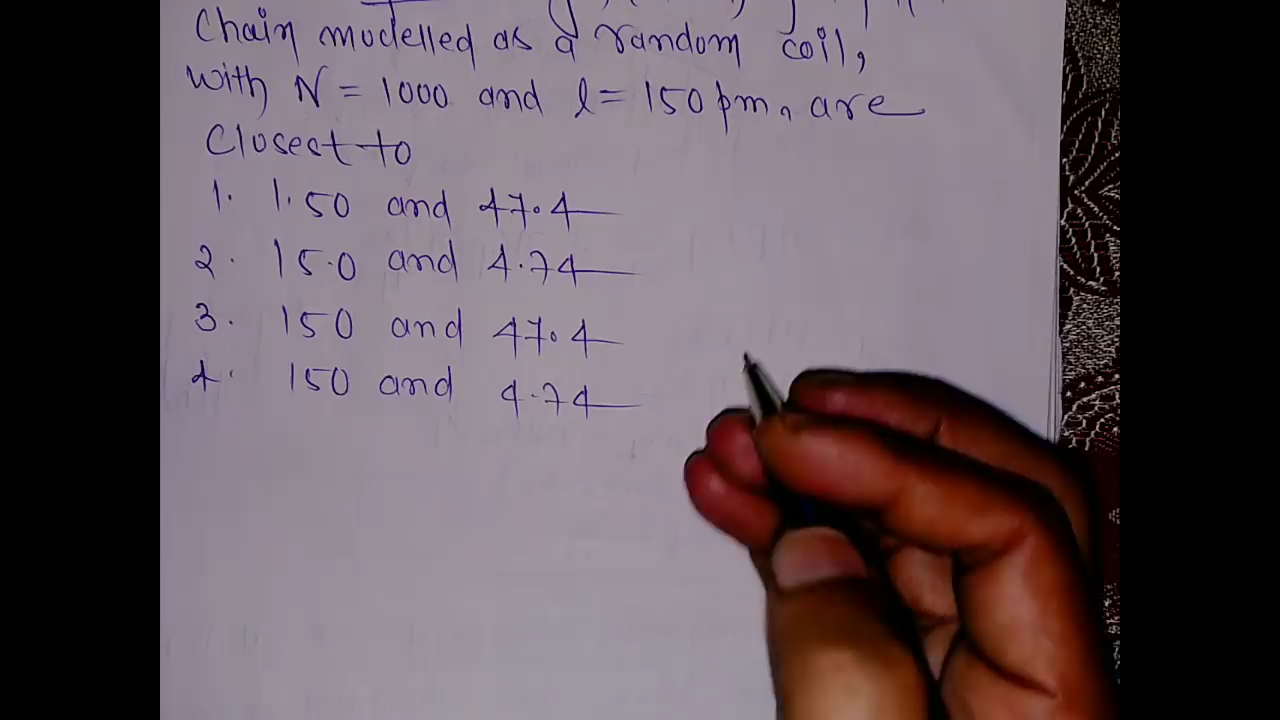 Chain modelled as a random coil,
with N = 1000 and l = 150 pm, are
Closest to
1. 1.50 and 47.4
2. 15.0 and 4.74
3. 150 and 47.4
4. 150 and 4.74